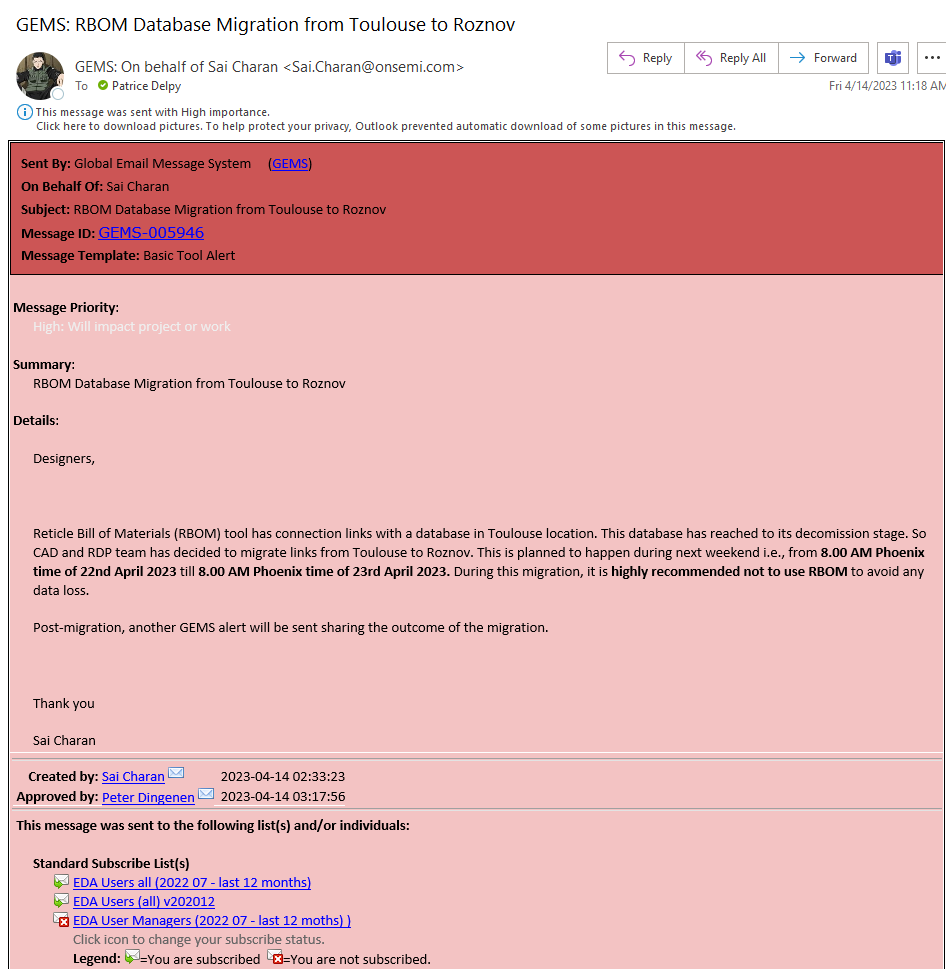 GEMS: RBOM Database Migration from Toulouse to Roznov
GEMS: On behalf of Sai Charan <Sai.Charan@onsemi.com>
To Patrice Delpy
Reply
Reply All
Forward
Fri 4/14/2023 11:18 AM
This message was sent with High importance.
Click here to download pictures. To help protect your privacy, Outlook prevented automatic download of some pictures in this message.
Sent By: Global Email Message System (GEMS)
On Behalf Of: Sai Charan
Subject: RBOM Database Migration from Toulouse to Roznov
Message ID: GEMS-005946
Message Template: Basic Tool Alert
Message Priority:
High: Will impact project or work
Summary:
RBOM Database Migration from Toulouse to Roznov
Details:
Designers,
Reticle Bill of Materials (RBOM) tool has connection links with a database in Toulouse location. This database has reached to its decomission stage. So
CAD and RDP team has decided to migrate links from Toulouse to Roznov. This is planned to happen during next weekend i.e., from 8.00 AM Phoenix
time of 22nd April 2023 till 8.00 AM Phoenix time of 23rd April 2023. During this migration, it is highly recommended not to use RBOM to avoid any
data loss.
Post-migration, another GEMS alert will be sent sharing the outcome of the migration.
Thank you
Sai Charan
Created by: Sai Charan 2023-04-14 02:33:23
Approved by: Peter Dingenen 2023-04-14 03:17:56
This message was sent to the following list(s) and/or individuals:
Standard Subscribe List(s)
EDA Users all (2022 07 - last 12 months)
EDA Users (all) v202012
EDA User Managers (2022 07 - last 12 moths) )
Click icon to change your subscribe status.
Legend: =You are subscribed =You are not subscribed.